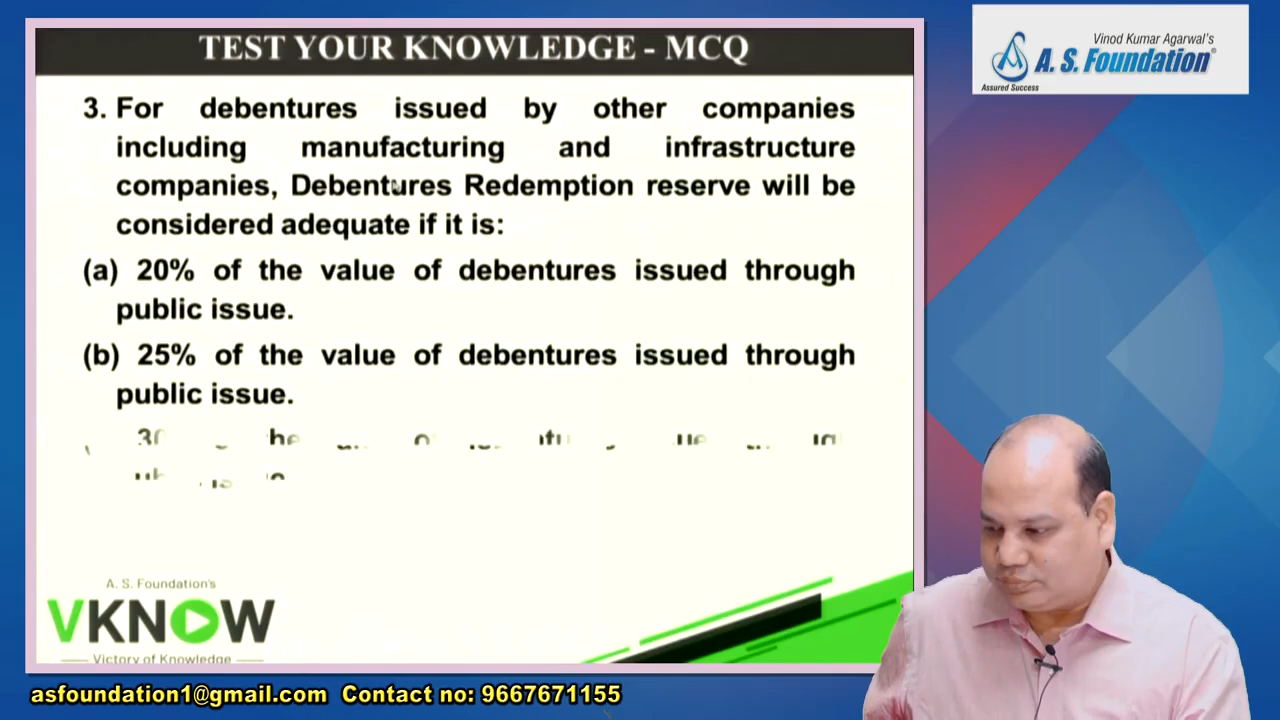 TEST YOUR KNOWLEDGE - MCQ
Vinod Kumar Agarwal's
A. S. Foundation®
Assured Success
3. For debentures issued by other companies
including manufacturing and infrastructure
companies, Debentures Redemption reserve will be
considered adequate if it is:
(a) 20% of the value of debentures issued through
public issue.
(b) 25% of the value of debentures issued through
public issue.
A. S. Foundation's
VKNOW
Victory of Knowledge
asfoundation1@gmail.com Contact no: 9667671155